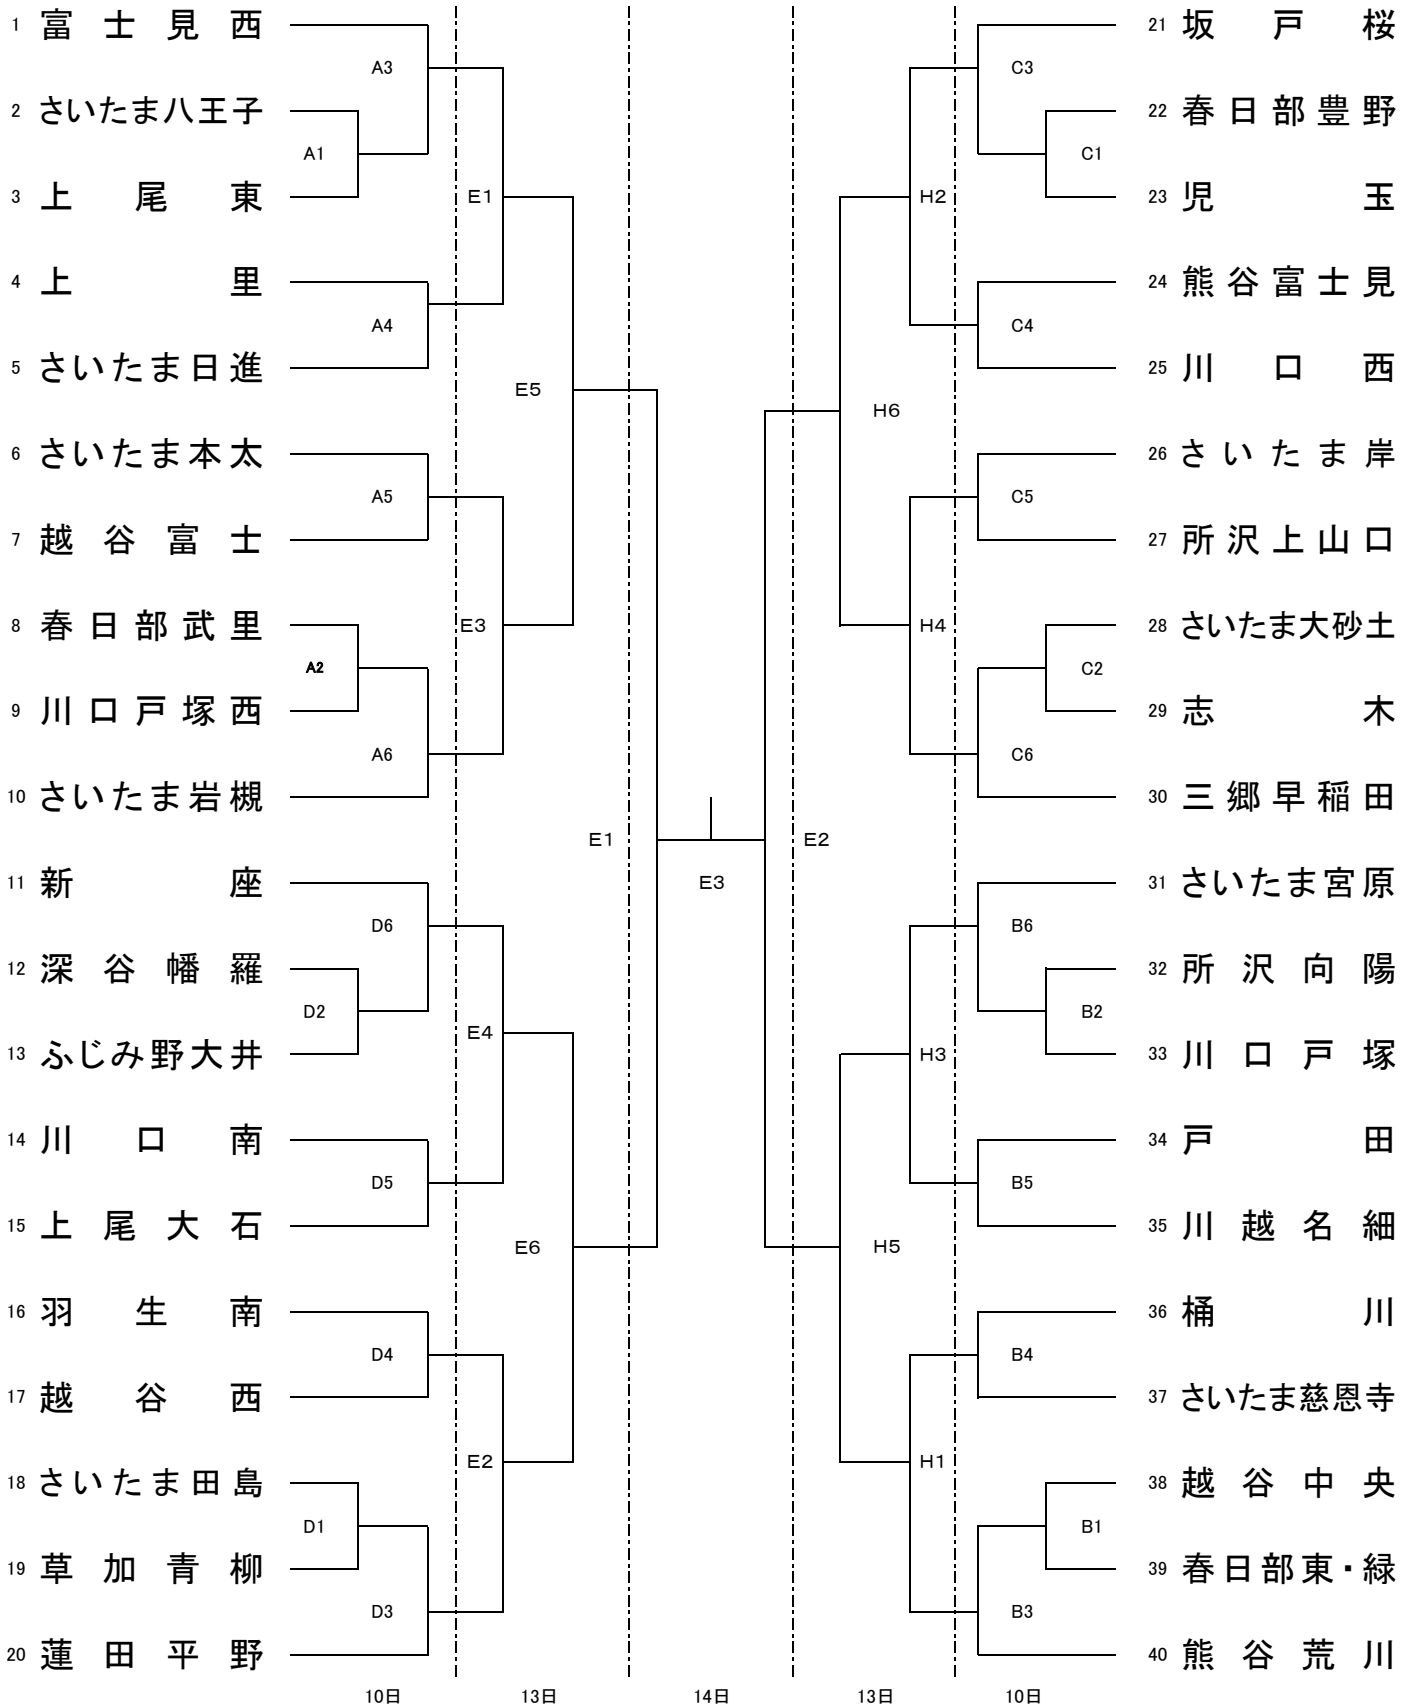 1 富士見西
A3
2 さいたま八王子
A1
3 上尾東
E1
4 上里
A4
5 さいたま日進
E5
6 さいたま本太
A5
7 越谷富士
8 春日部武里
E3
A2
9 川口戸塚西
A6
10 さいたま岩槻
E1
11 新座
D6
12 深谷幡羅
D2
E4
13 ふじみ野大井
14 川口南
D5
15 上尾大石
E6
16 羽生南
D4
17 越谷西
E2
18 さいたま田島
D1
19 草加青柳
D3
20 蓮田平野
E3
21 坂戸桜
C3
22 春日部豊野
C1
23 児玉
H2
24 熊谷富士見
C4
25 川口西
H6
26 さいたま岸
C5
27 所沢上山口
28 さいたま大砂土
H4
C2
29 志木
C6
30 三郷早稲田
E2
31 さいたま宮原
B6
32 所沢向陽
B2
33 川口戸塚
H3
34 戸田
B5
35 川越名細
H5
36 桶川
B4
37 さいたま慈恩寺
H1
38 越谷中央
B1
39 春日部東・緑
B3
40 熊谷荒川
10日 13日 14日 13日 10日